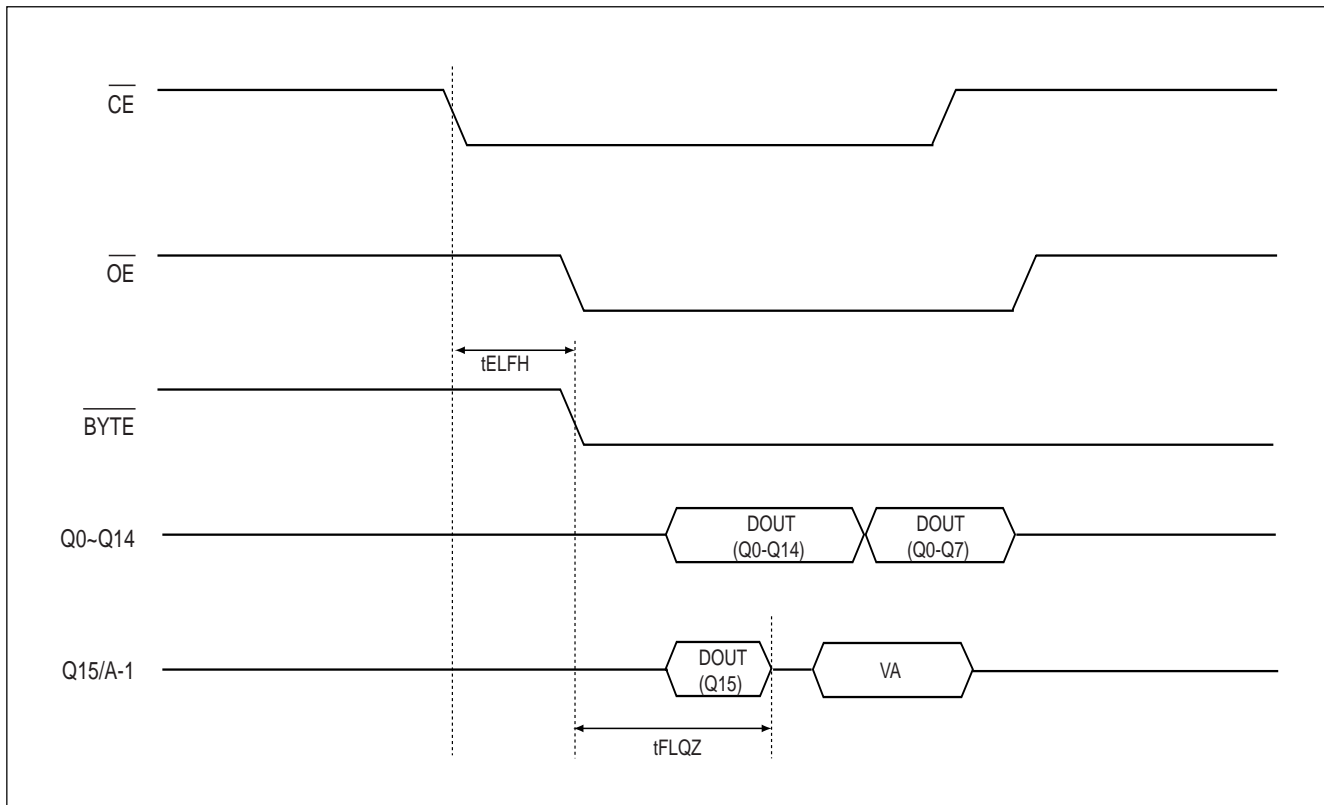 CE
OE
tELFH
BYTE
Q0~Q14
DOUT
(Q0-Q14)
DOUT
(Q0-Q7)
Q15/A-1
DOUT
(Q15)
VA
tFLQZ